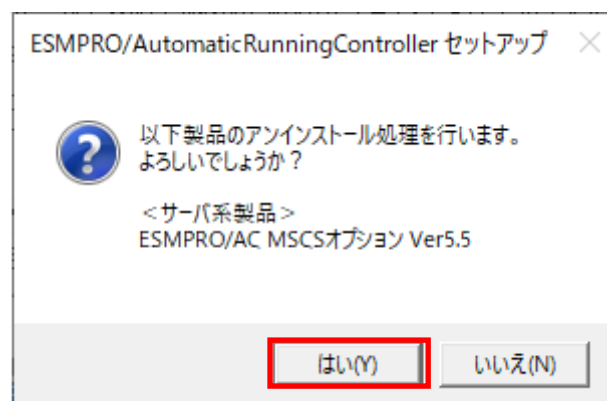 ESMPRO/AutomaticRunningController セットアップ
以下製品のアンインストール処理を行います。
よろしいでしょうか？
＜サーバ系製品＞
ESMPRO/AC MSCSオプション Ver5.5
はい(Y)
いいえ(N)